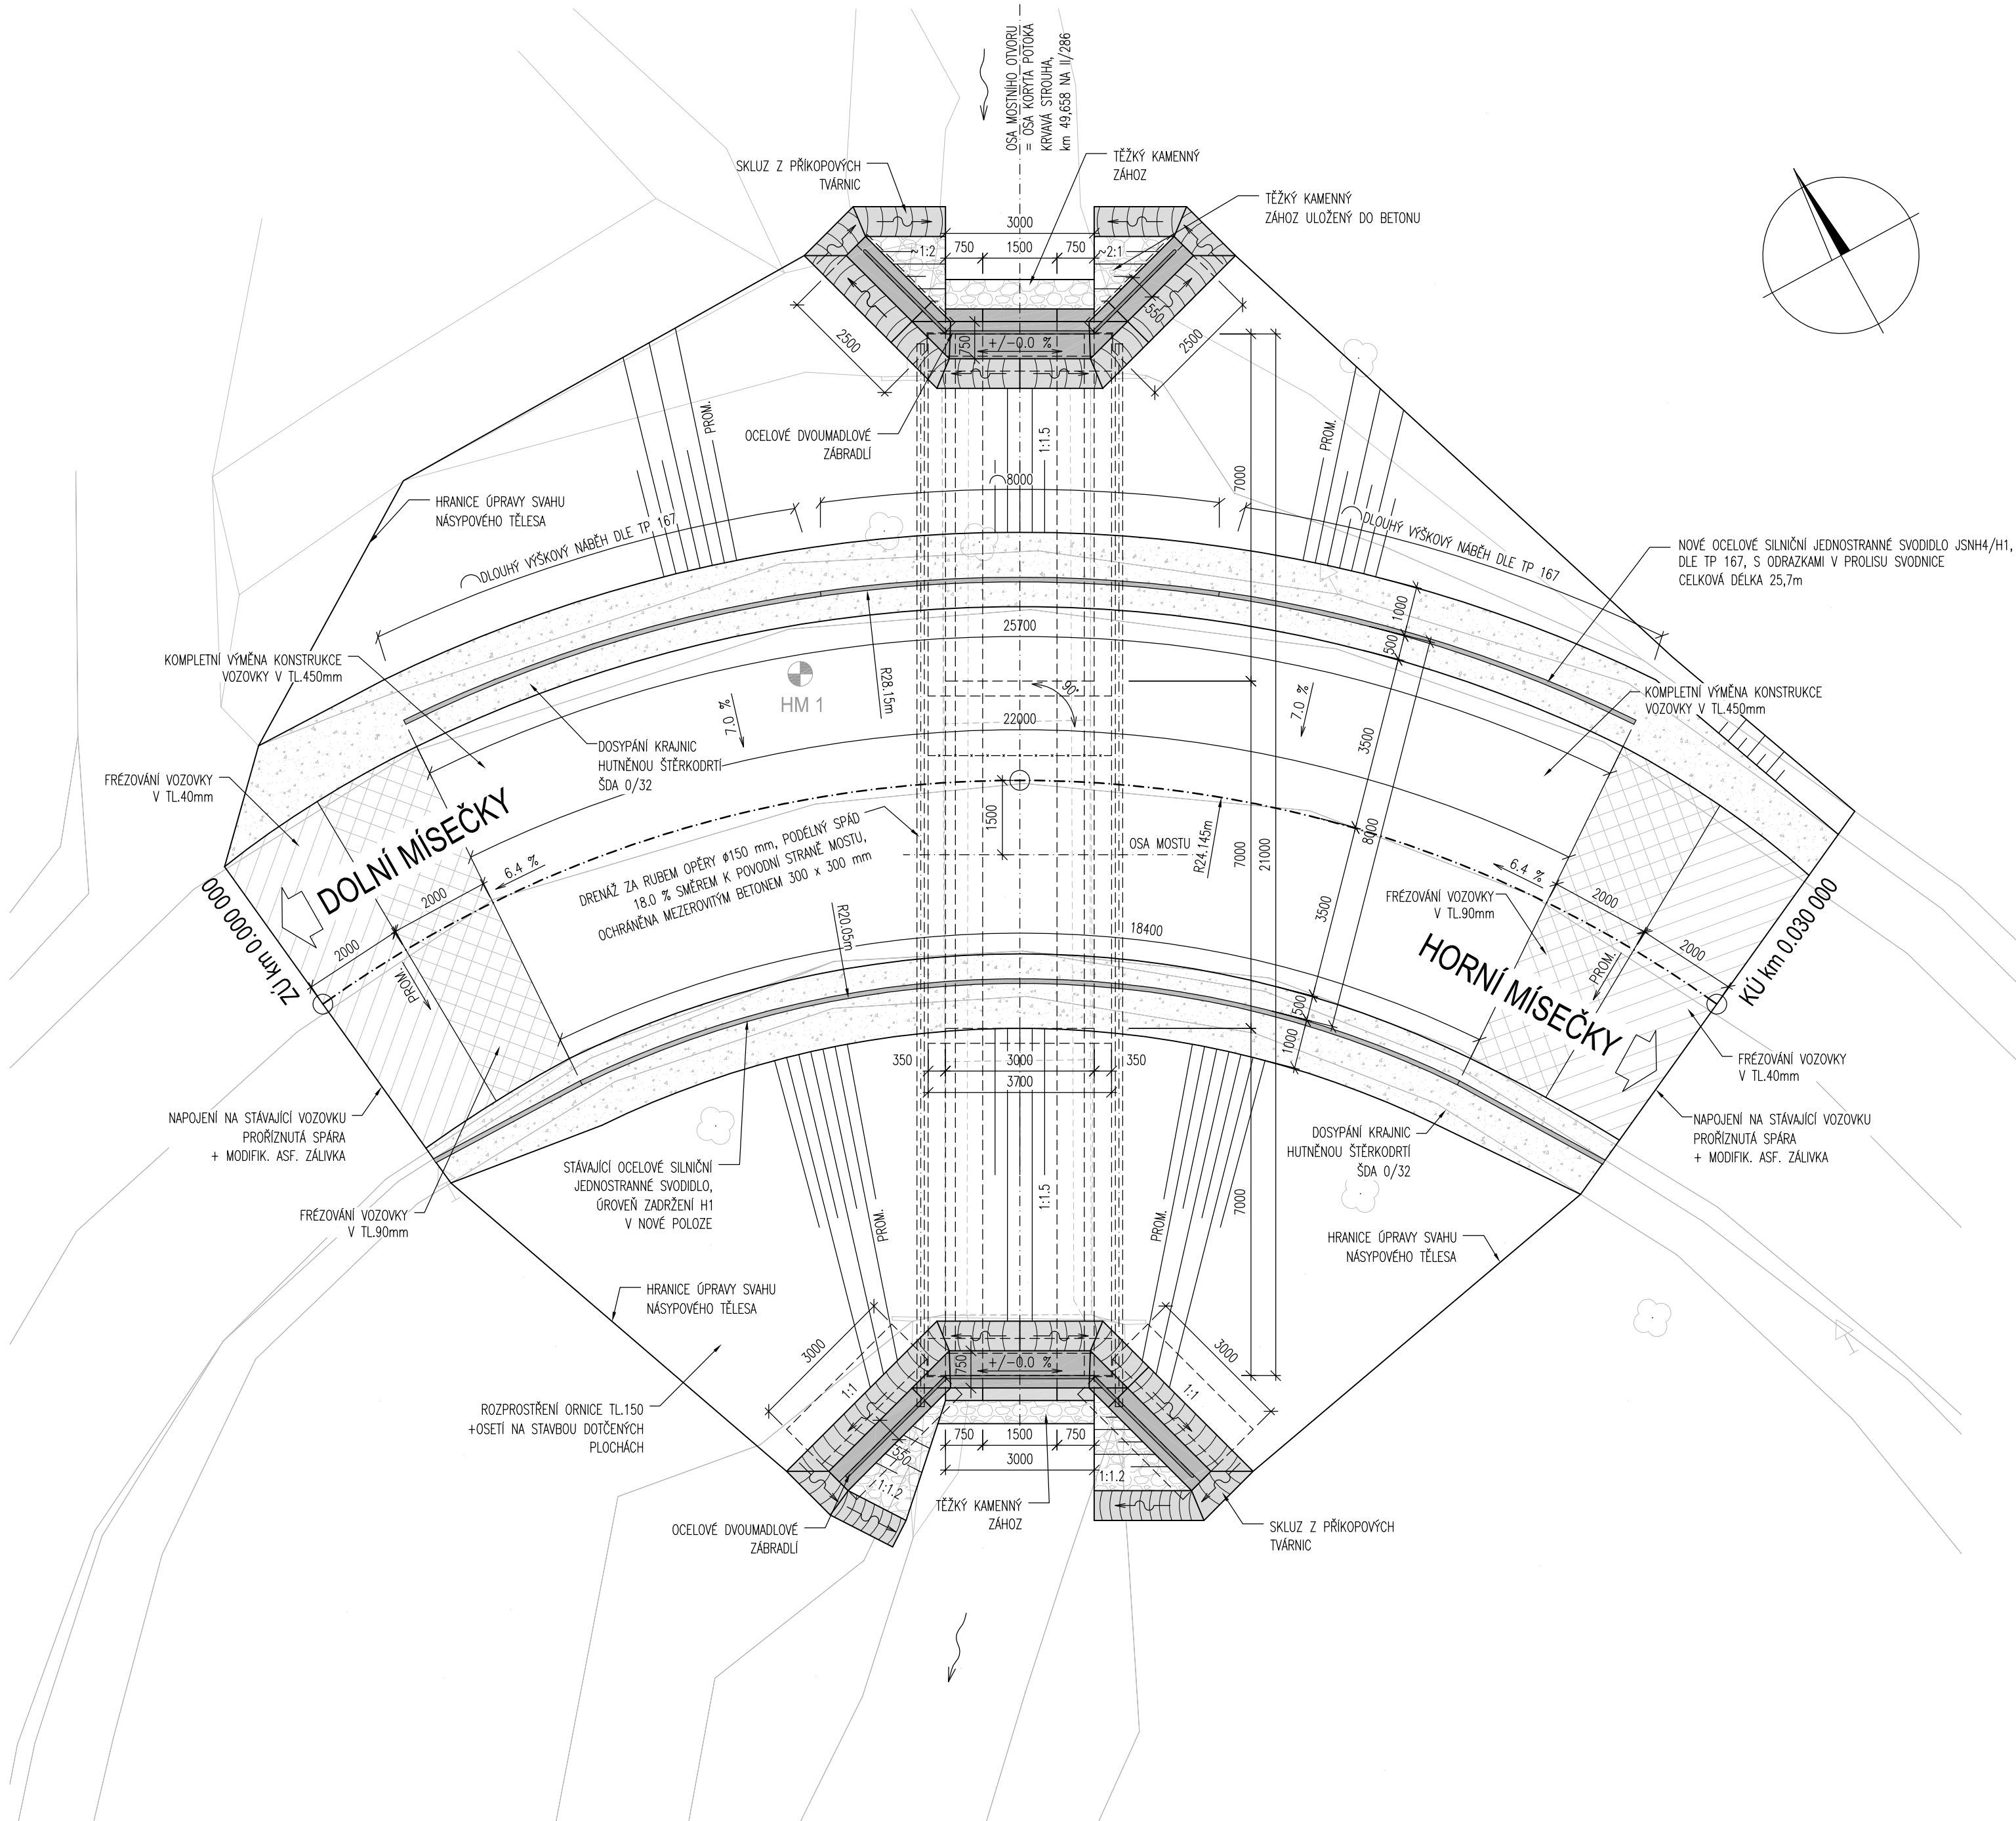 OSA MOSTNÍHO OTVORU
= OSA KORYTA POTOKA
KRVAVÁ STROUHA,
km 49,658 NA II/286
SKLUZ Z PŘÍKOPOVÝCH
TVÁRNIC
TĚŽKÝ KAMENNÝ
ZÁHOZ
TĚŽKÝ KAMENNÝ
ZÁHOZ ULOŽENÝ DO BETONU
3000
~1:2
750
1500
750
~2:1
2500
550
2500
750
+/-0.0 %
OCELOVÉ DVOUMADLOVÉ
ZÁBRADLÍ
PROM.
1:1.5
PROM.
7000
8000
HRANICE ÚPRAVY SVAHU
NÁSYPOVÉHO TĚLESA
DLOUHÝ VÝŠKOVÝ NÁBĚH DLE TP 167
DLOUHÝ VÝŠKOVÝ NÁBĚH DLE TP 167
NOVÉ OCELOVÉ SILNIČNÍ JEDNOSTRANNÉ SVODIDLO JSNH4/H1,
DLE TP 167, S ODRAZKAMI V PROLISU SVODNICE
CELKOVÁ DÉLKA 25,7m
1000
500
25700
KOMPLETNÍ VÝMĚNA KONSTRUKCE
VOZOVKY V TL.450mm
HM 1
R28.15m
90°
7.0 %
7.0 %
KOMPLETNÍ VÝMĚNA KONSTRUKCE
VOZOVKY V TL.450mm
22000
3500
DOSYPÁNÍ KRAJNIC
HUTNĚNOU ŠTĚRKODRTÍ
ŠDA 0/32
FRÉZOVÁNÍ VOZOVKY
V TL.40mm
DOLNÍ MÍSEČKY
1500
OSA MOSTU
R24.145m
7000
21000
8000
DRENÁŽ ZA RUBEM OPĚRY ø150 mm, PODÉLNÝ SPÁD
18.0 % SMĚREM K POVODNÍ STRANĚ MOSTU,
OCHRÁNĚNA MEZEROVITÝM BETONEM 300 x 300 mm
6.4 %
6.4 %
2000
2000
2000
2000
ZÚ km 0.000 000
KÚ km 0.030 000
FRÉZOVÁNÍ VOZOVKY
V TL.90mm
HORNÍ MÍSEČKY
PROM.
PROM.
R20.05m
18400
3500
500
1000
350
3000
350
3700
FRÉZOVÁNÍ VOZOVKY
V TL.40mm
NAPOJENÍ NA STÁVAJÍCÍ VOZOVKU
PROŘÍZNUTÁ SPÁRA
+ MODIFIK. ASF. ZÁLIVKA
NAPOJENÍ NA STÁVAJÍCÍ VOZOVKU
PROŘÍZNUTÁ SPÁRA
+ MODIFIK. ASF. ZÁLIVKA
DOSYPÁNÍ KRAJNIC
HUTNĚNOU ŠTĚRKODRTÍ
ŠDA 0/32
STÁVAJÍCÍ OCELOVÉ SILNIČNÍ
JEDNOSTRANNÉ SVODIDLO,
ÚROVEŇ ZADRŽENÍ H1
V NOVÉ POLOZE
FRÉZOVÁNÍ VOZOVKY
V TL.90mm
PROM.
1:1.5
PROM.
7000
HRANICE ÚPRAVY SVAHU
NÁSYPOVÉHO TĚLESA
HRANICE ÚPRAVY SVAHU
NÁSYPOVÉHO TĚLESA
3000
3000
750
+/-0.0 %
1:1
1:1
ROZPROSTŘENÍ ORNICE TL.150
+OSETÍ NA STAVBOU DOTČENÝCH
PLOCHÁCH
550
750
1500
750
3000
1:1.2
1:1.2
TĚŽKÝ KAMENNÝ
ZÁHOZ
OCELOVÉ DVOUMADLOVÉ
ZÁBRADLÍ
SKLUZ Z PŘÍKOPOVÝCH
TVÁRNIC